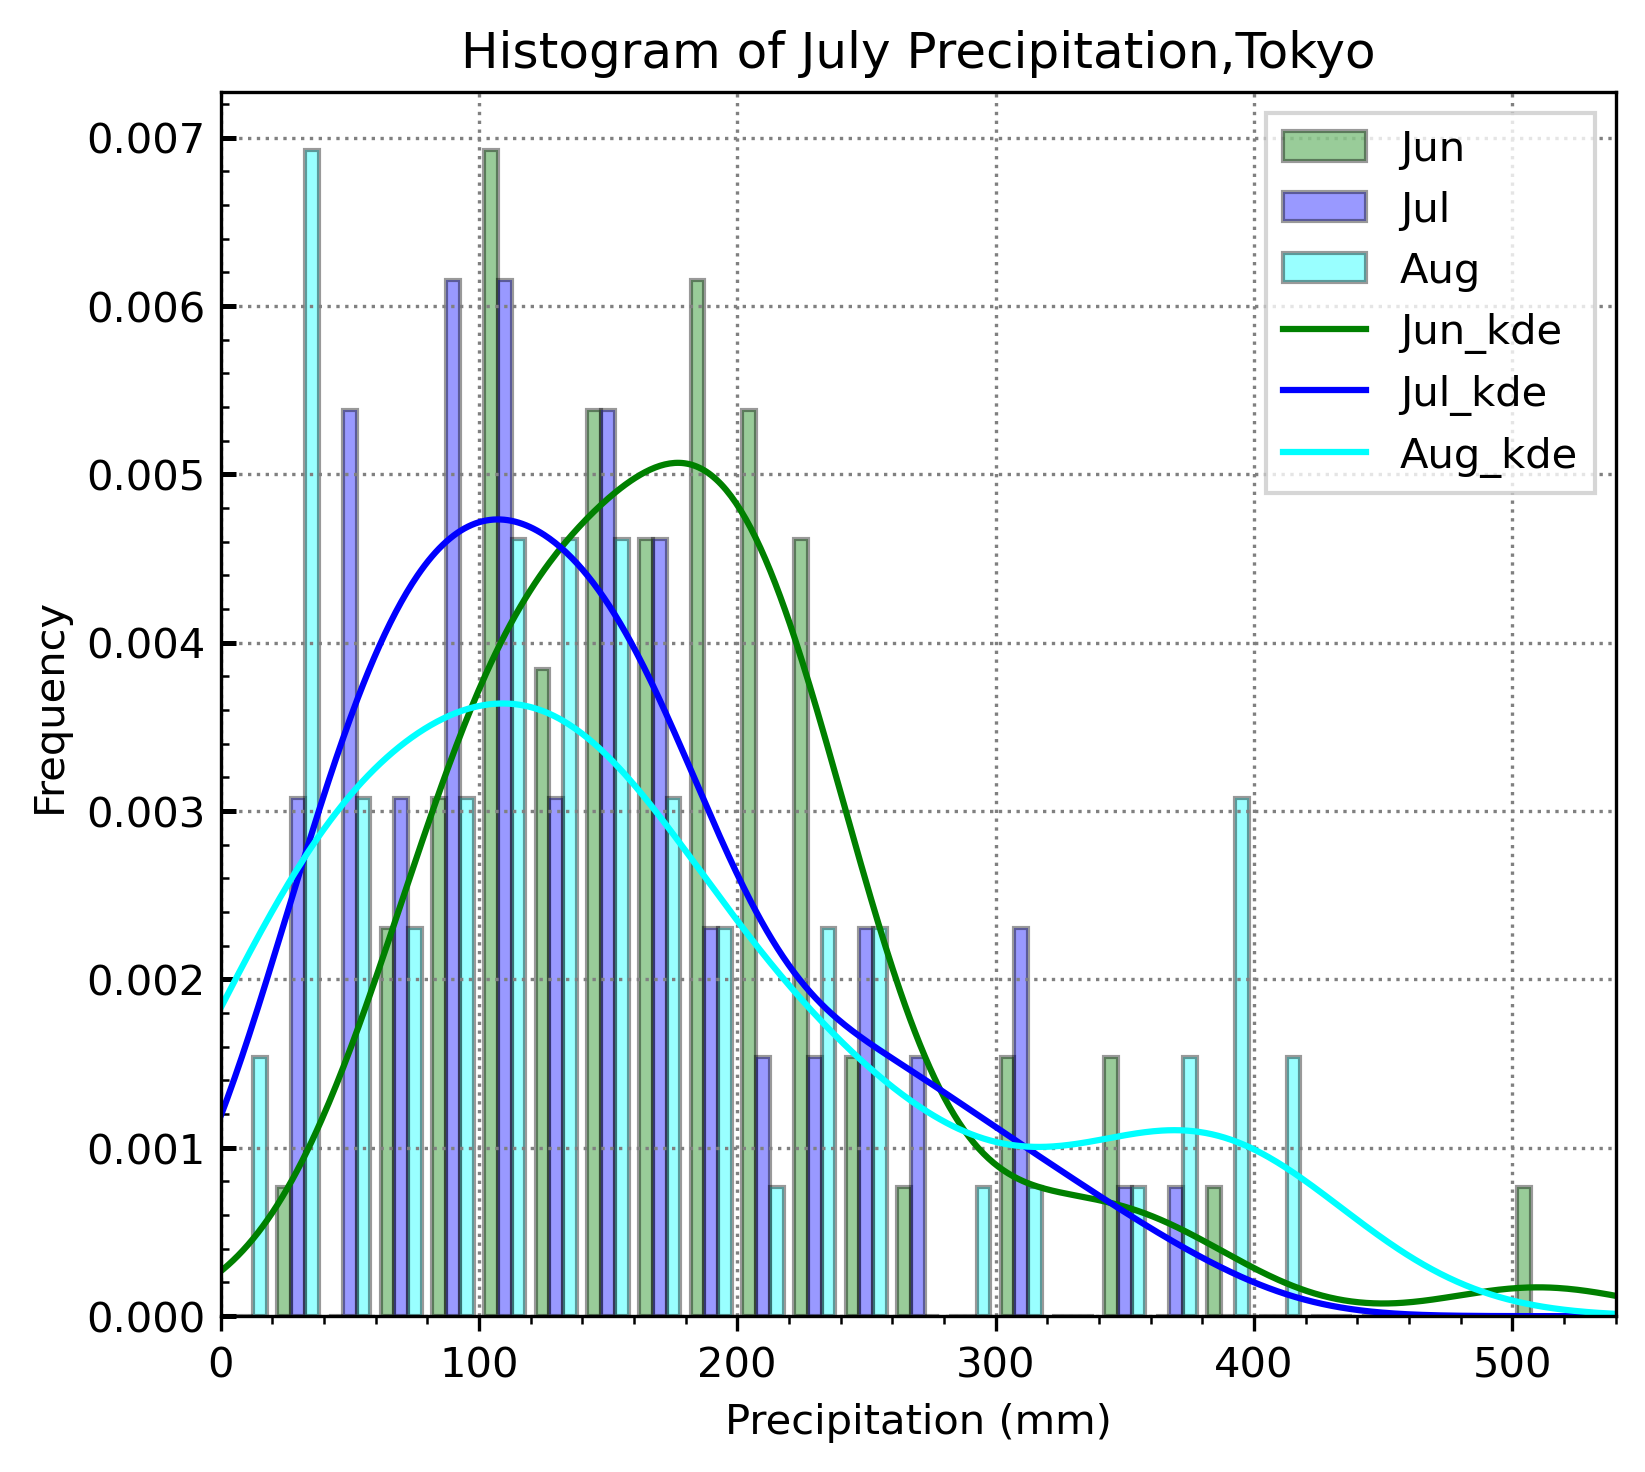 Histogram of July Precipitation,Tokyo
0.007
0.006
0.005
0.004
0.003
0.002
0.001
0.000
Frequency
Jun
Jul
Aug
Jun_kde
Jul_kde
Aug_kde
0 100 200 300 400 500
Precipitation (mm)